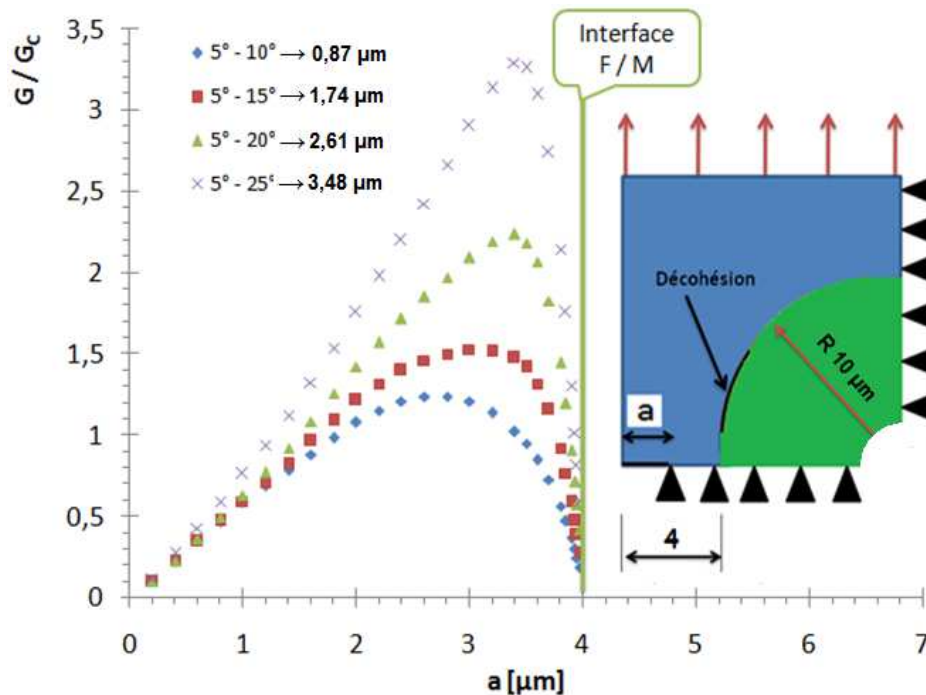 G / G_C
3,5
3
2,5
2
1,5
1
0,5
0
5° - 10° → 0,87 μm
5° - 15° → 1,74 μm
5° - 20° → 2,61 μm
5° - 25° → 3,48 μm
Interface
F / M
Décohésion
R 10 μm
a
4
0 1 2 3 4 5 6 7
a [μm]